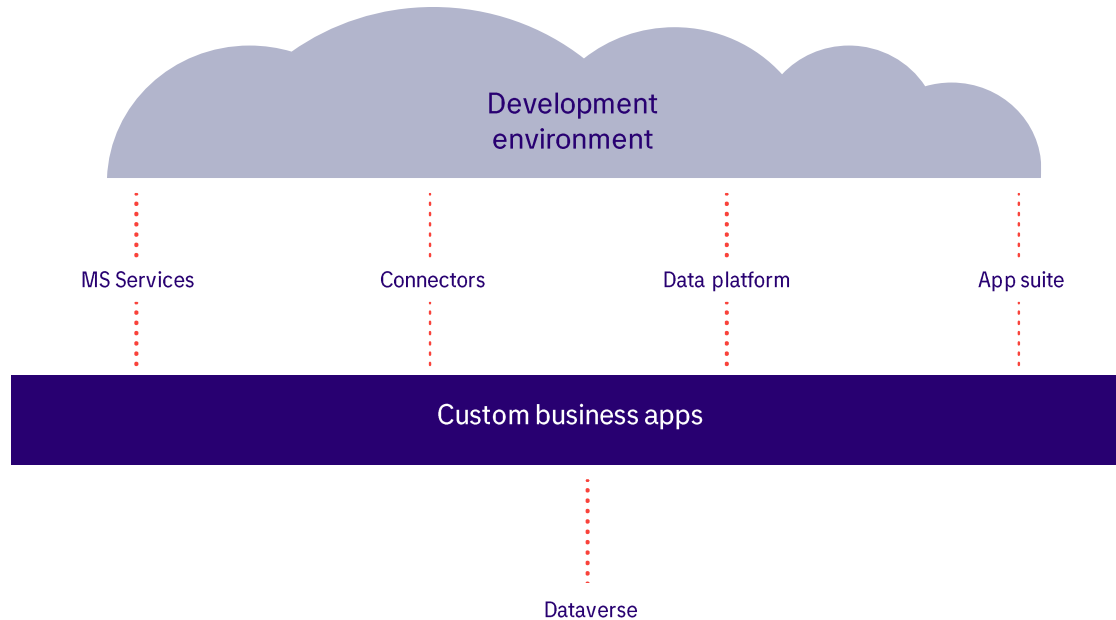 Development
environment
MS Services
Connectors
Data platform
App suite
Custom business apps
Dataverse